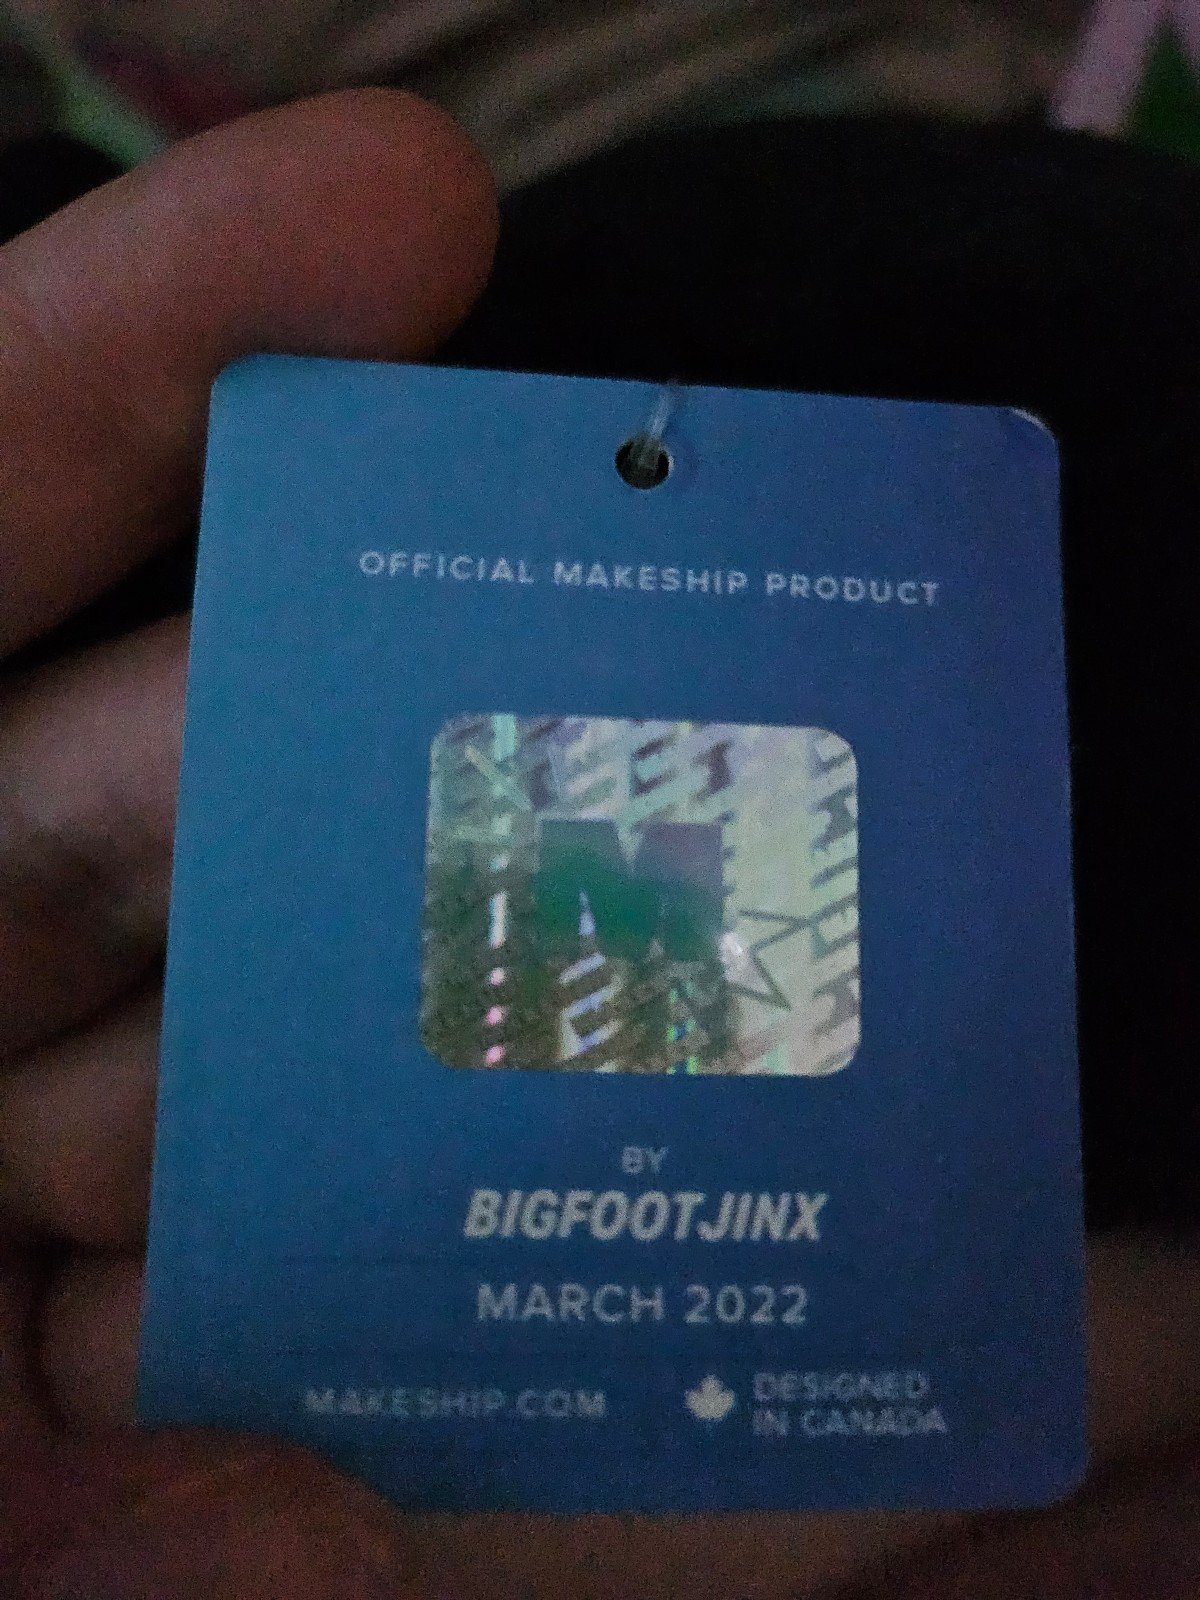 OFFICIAL MAKESHIP PRODUCT
BY
BIGFOOTJINX
MARCH 2022
MAKESHIP.COM
DESIGNED
IN CANADA